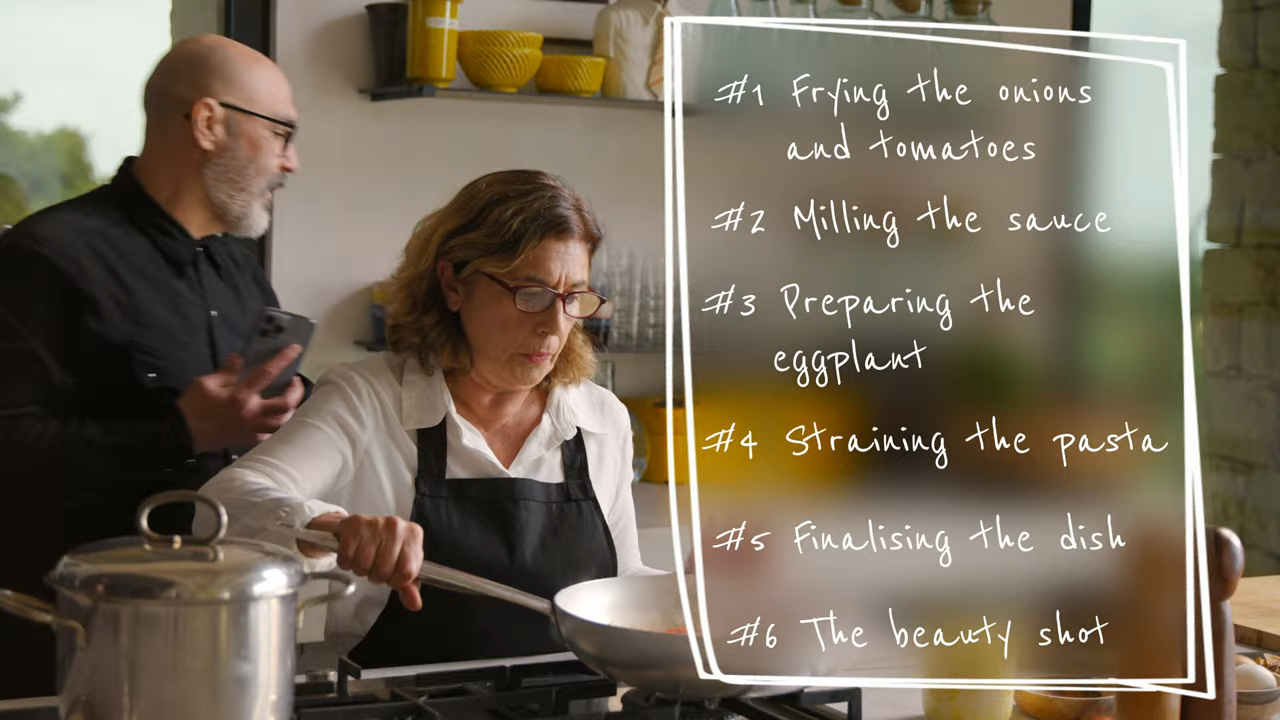 #1 Frying the onions
and tomatoes
#2 Milling the sauce
#3 Preparing the
eggplant
#4 Straining the pasta
#5 Finalising the dish
#6 The beauty shot